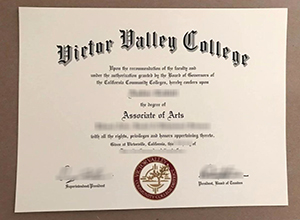 Victor Valley College
Upon the recommendation of the faculty and
under the authorization granted by the Board of Governors of
the California Community Colleges, hereby confers upon
the degree of
Associate of Arts
with all the rights, privileges and honors appertaining thereto.
Given at Victorville, California, the
Superintendent/President
President, Board of Trustees